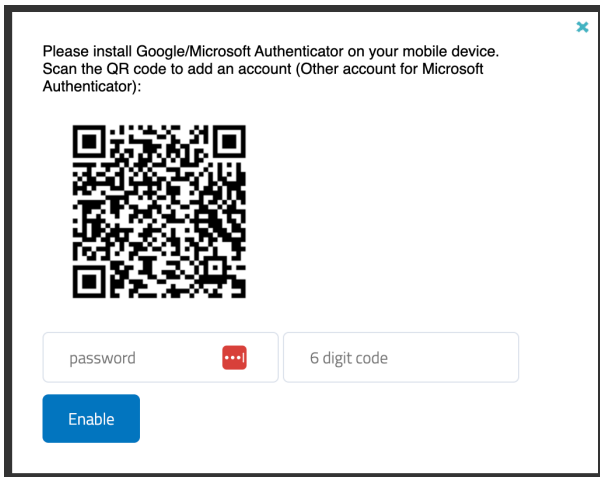 Please install Google/Microsoft Authenticator on your mobile device.
Scan the QR code to add an account (Other account for Microsoft
Authenticator):
password
6 digit code
Enable